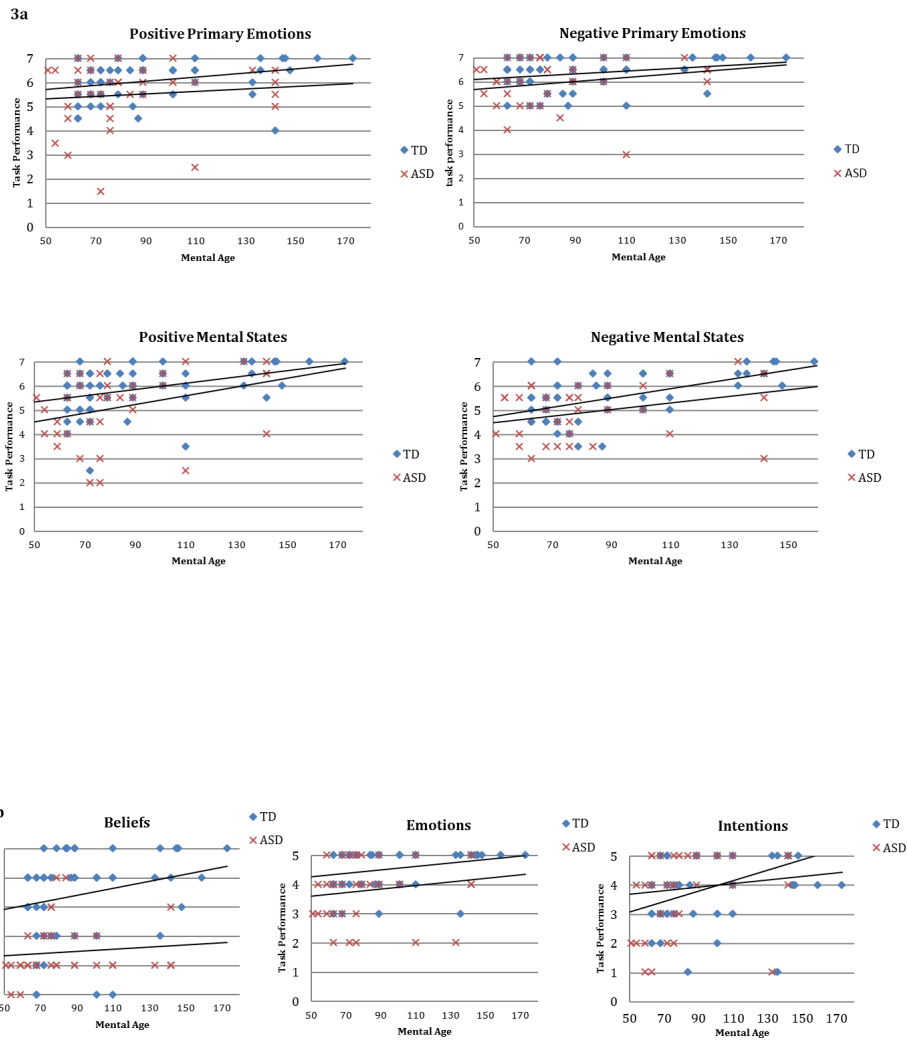 3a
Positive Primary Emotions
Task Performance
7
6
5
4
3
2
1
0
50 70 90 110 130 150 170
Mental Age
TD
ASD
Negative Primary Emotions
task Performance
7
6
5
4
3
2
1
0
50 70 90 110 130 150 170
Mental Age
TD
ASD
Positive Mental States
Task Performance
7
6
5
4
3
2
1
0
50 70 90 110 130 150 170
Mental Age
TD
ASD
Negative Mental States
Task Performance
7
6
5
4
3
2
1
0
50 70 90 110 130 150
Mental Age
TD
ASD
Beliefs
50 70 90 110 130 150 170
Mental Age
TD
ASD
Emotions
Task Performance
5
4
3
2
1
0
50 70 90 110 130 150 170
Mental Age
TD
ASD
Intentions
Task Performance
5
4
3
2
1
0
50 70 90 110 130 150 170
Mental Age
TD
ASD